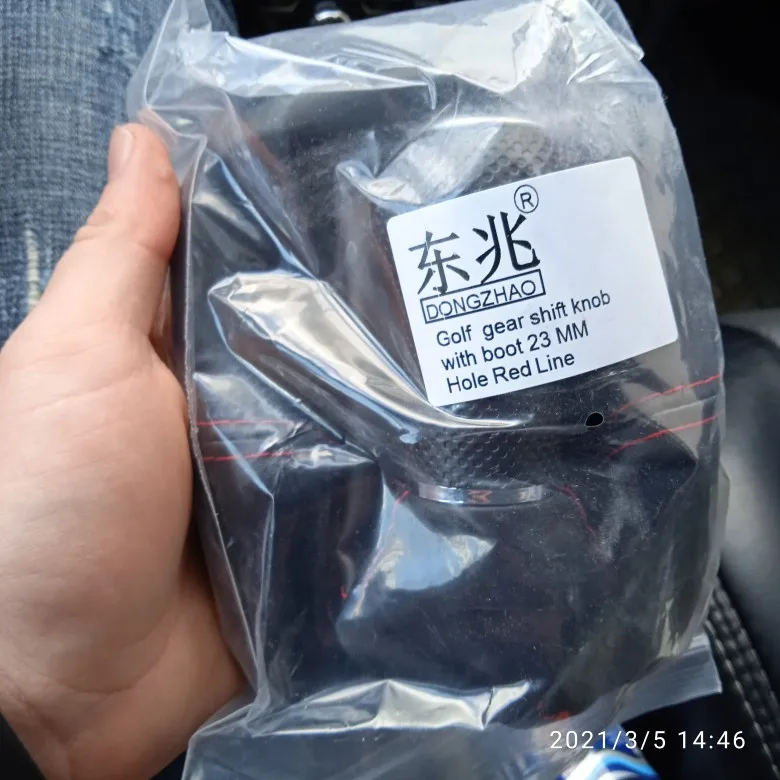 ®
东兆
DONGZHAO
Golf gear shift knob
with boot 23 MM
Hole Red Line
2021/3/5 14:46